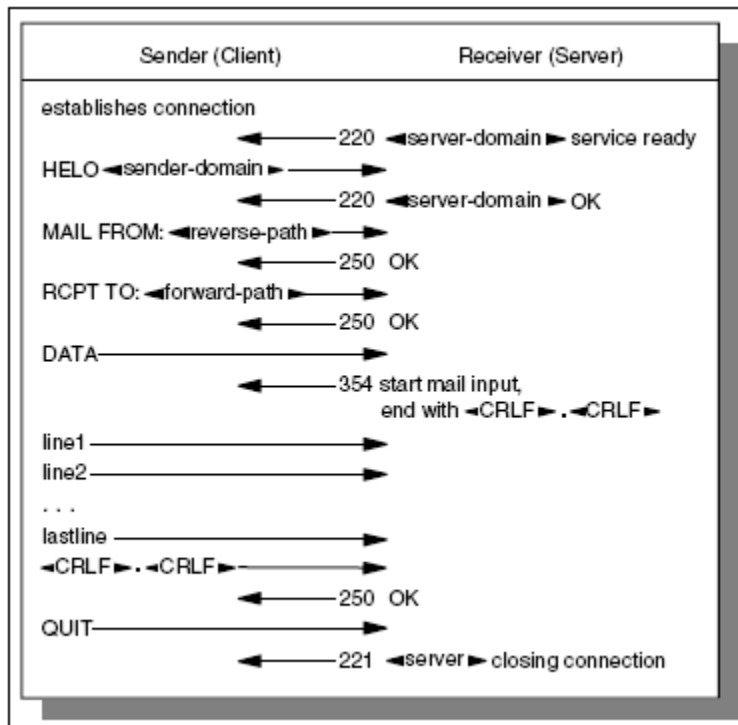 Sender (Client) Receiver (Server)
establishes connection
220 ◄server-domain► service ready
HELO ◄sender-domain►
220 ◄server-domain► OK
MAIL FROM: ◄reverse-path►
250 OK
RCPT TO: ◄forward-path►
250 OK
DATA
354 start mail input,
end with ◄CRLF►.◄CRLF►
line1
line2
. . .
lastline
◄CRLF►.◄CRLF►
250 OK
QUIT
221 ◄server► closing connection